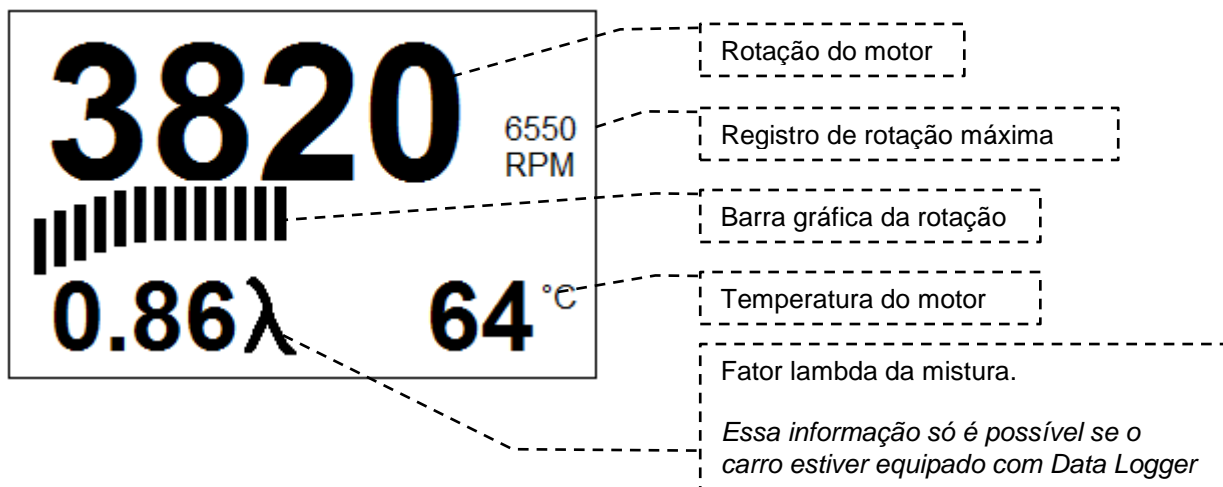 3820
6550
RPM
0.86λ
64 °C
Rotação do motor
Registro de rotação máxima
Barra gráfica da rotação
Temperatura do motor
Fator lambda da mistura.
Essa informação só é possível se o
carro estiver equipado com Data Logger